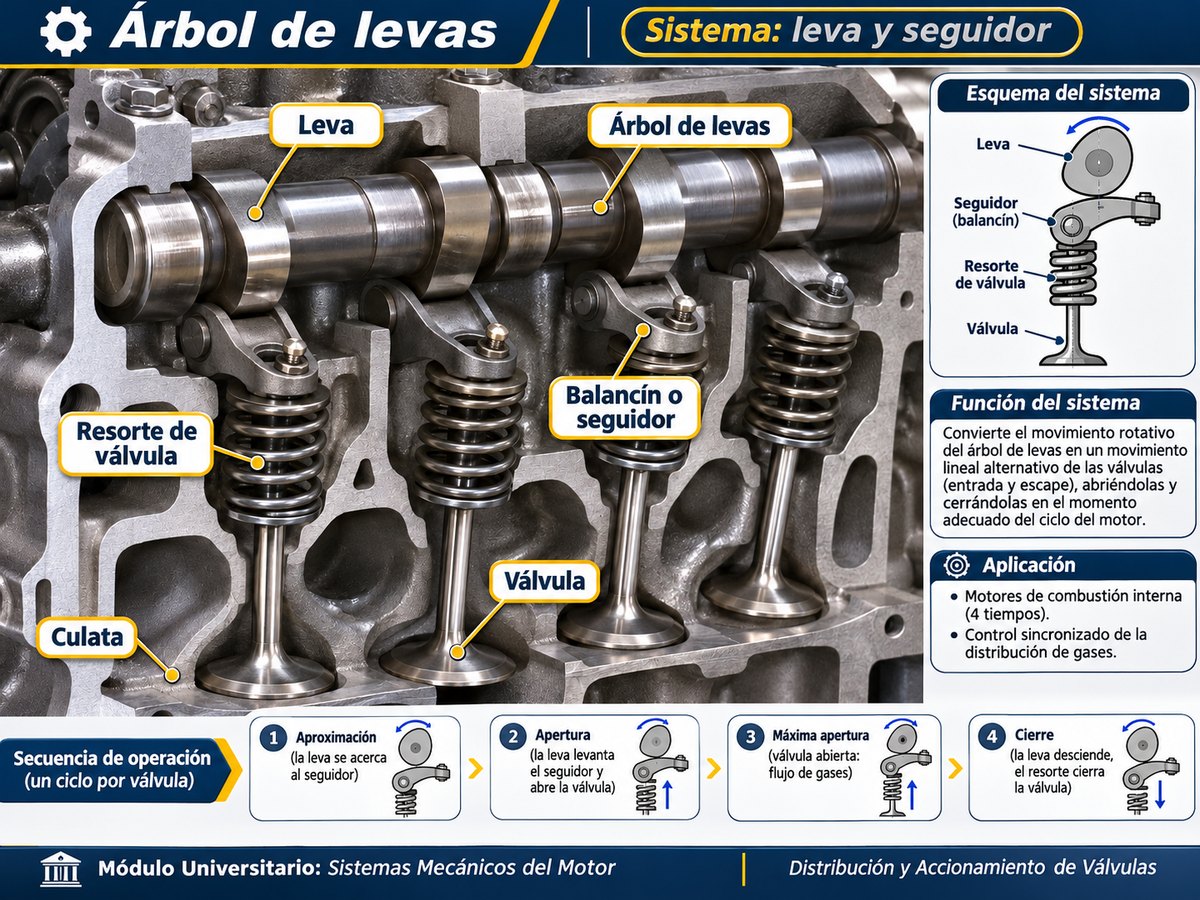 Árbol de levas
Sistema: leva y seguidor
Leva
Árbol de levas
Resorte de
válvula
Balancín o
seguidor
Válvula
Culata
Esquema del sistema
Leva
Seguidor
(balancín)
Resorte
de válvula
Válvula
Función del sistema
Convierte el movimiento rotativo
del árbol de levas en un movimiento
lineal alternativo de las válvulas
(entrada y escape), abriéndolas y
cerrándolas en el momento
adecuado del ciclo del motor.
Aplicación
• Motores de combustión interna
(4 tiempos).
• Control sincronizado de la
distribución de gases.
Secuencia de operación
(un ciclo por válvula)
1 Aproximación
(la leva se acerca
al seguidor)
2 Apertura
(la leva levanta
el seguidor y
abre la válvula)
3 Máxima apertura
(válvula abierta:
flujo de gases)
4 Cierre
(la leva desciende,
el resorte cierra
la válvula)
Módulo Universitario: Sistemas Mecánicos del Motor
Distribución y Accionamiento de Válvulas